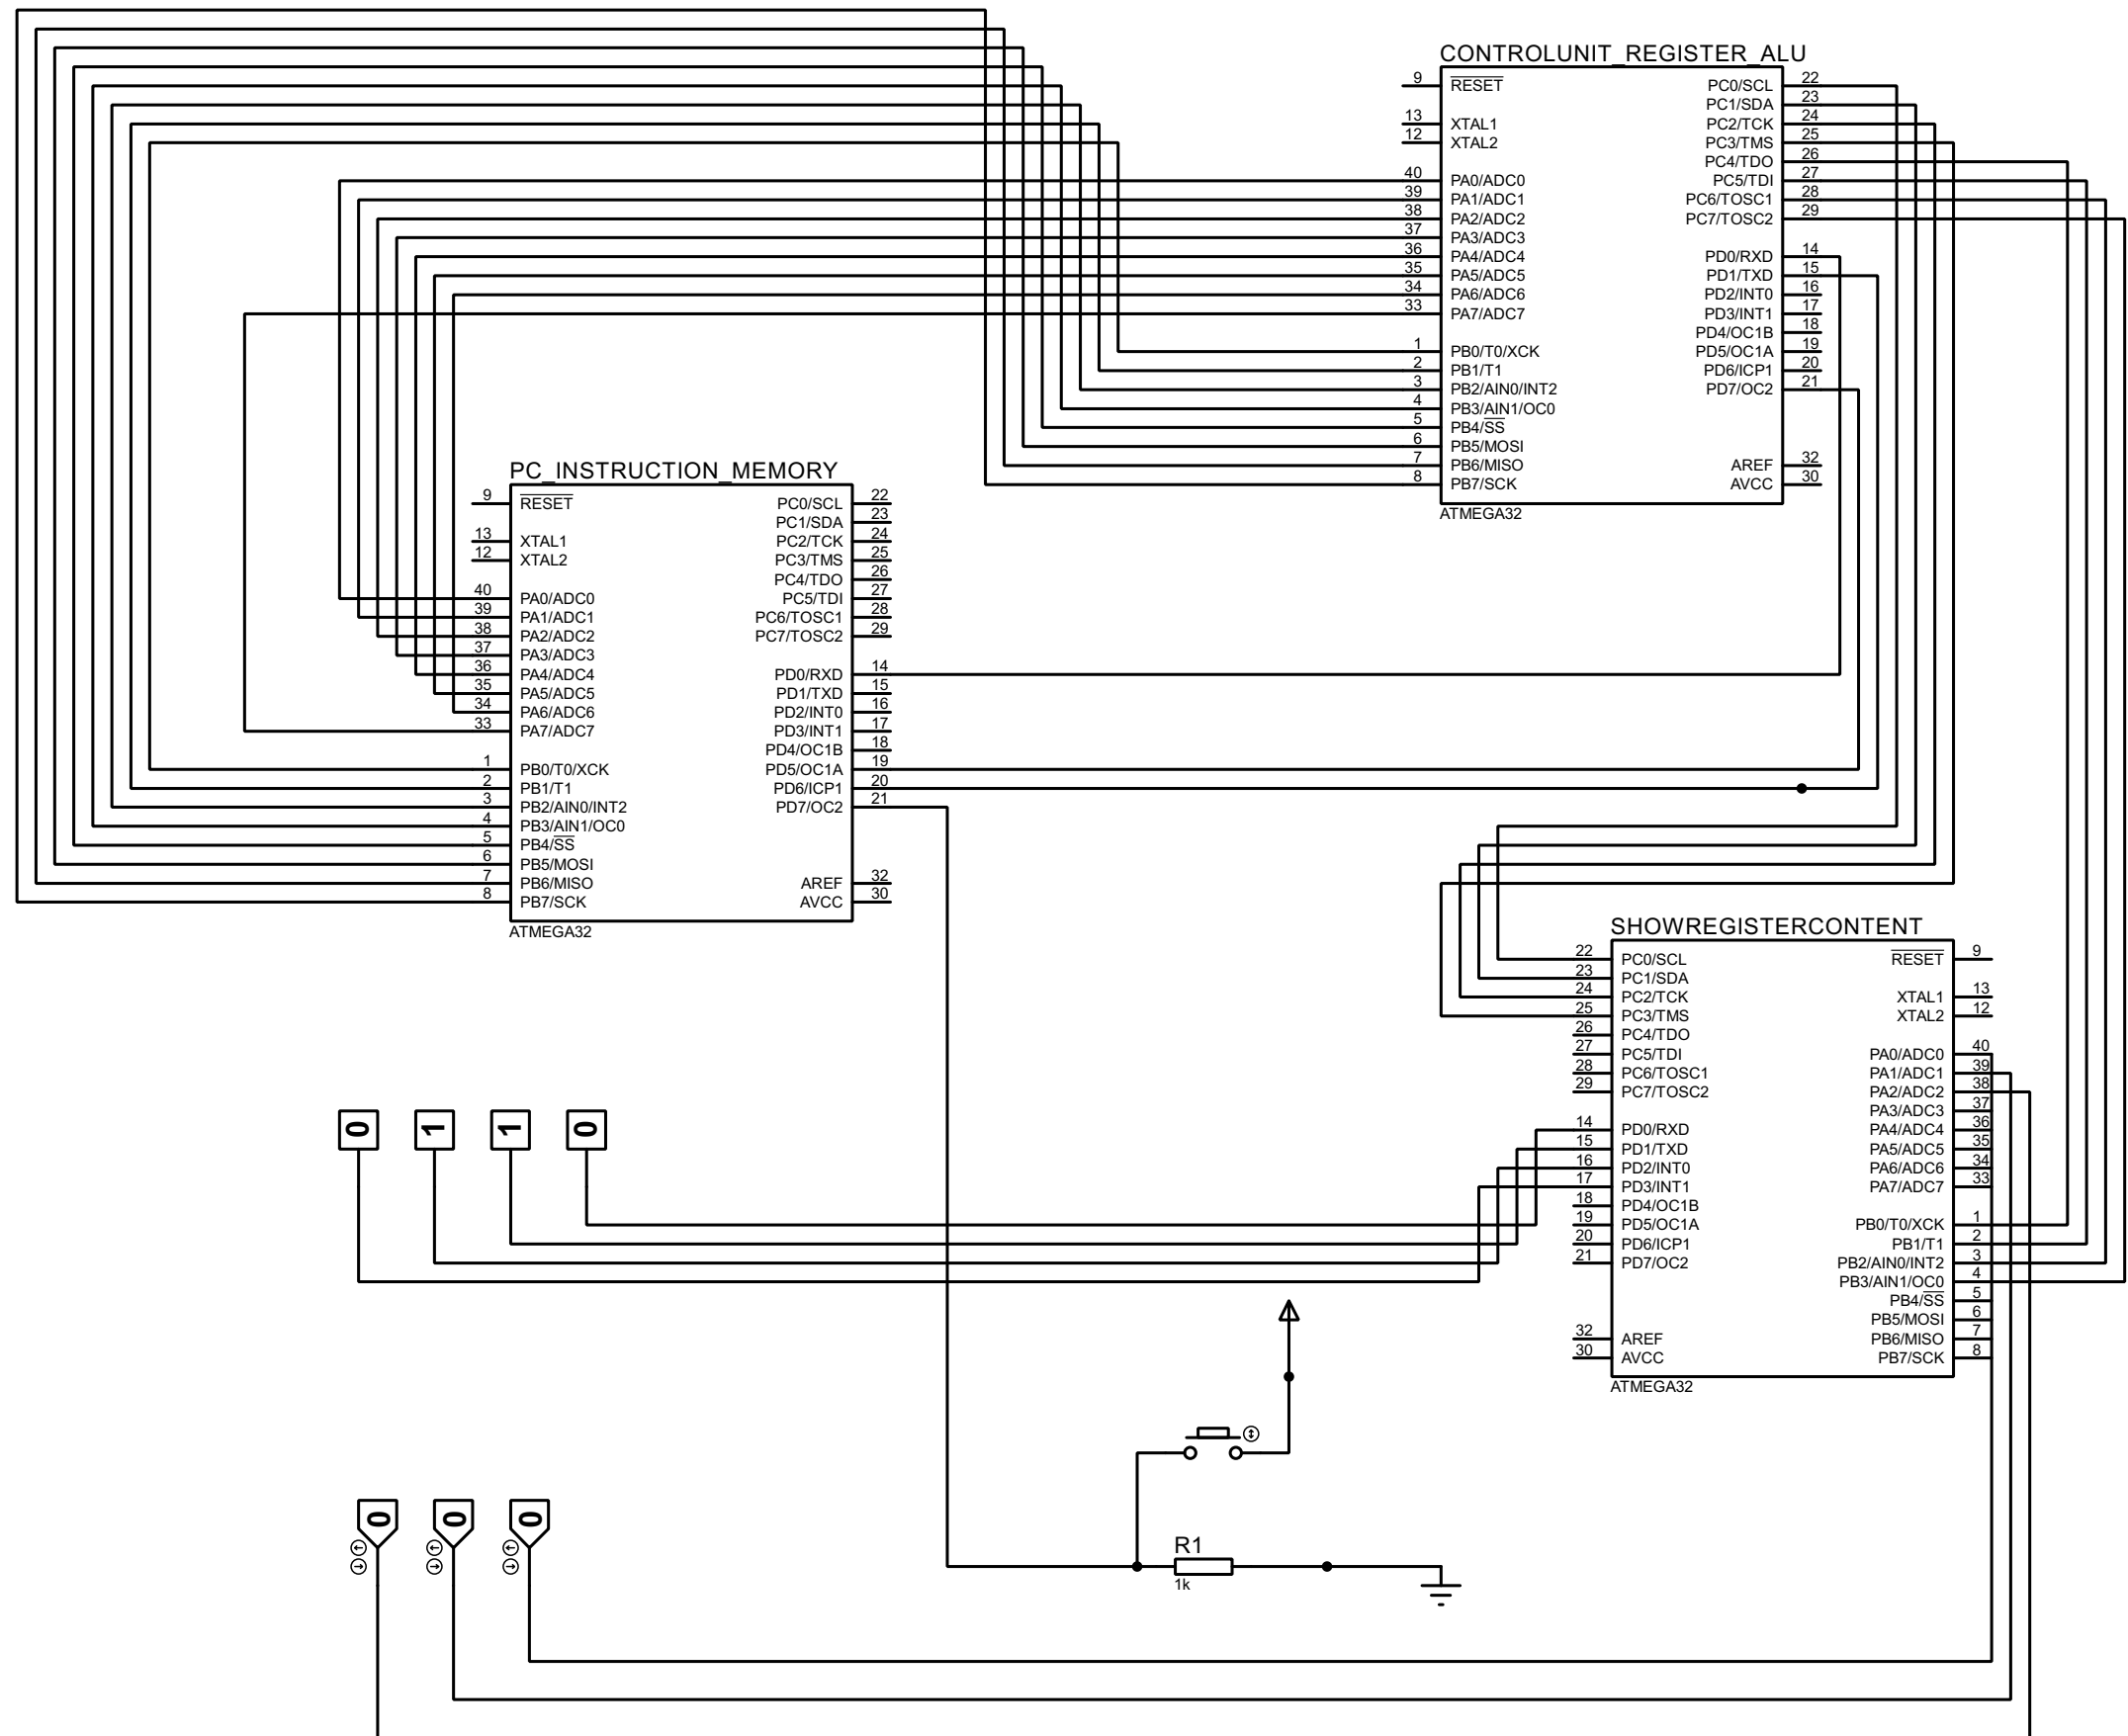 CONTROLUNIT_REGISTER_ALU
9 RESET
13 XTAL1
12 XTAL2
40 PA0/ADC0
39 PA1/ADC1
38 PA2/ADC2
37 PA3/ADC3
36 PA4/ADC4
35 PA5/ADC5
34 PA6/ADC6
33 PA7/ADC7
1 PB0/T0/XCK
2 PB1/T1
3 PB2/AIN0/INT2
4 PB3/AIN1/OC0
5 PB4/SS
6 PB5/MOSI
7 PB6/MISO
8 PB7/SCK
PC0/SCL 22
PC1/SDA 23
PC2/TCK 24
PC3/TMS 25
PC4/TDO 26
PC5/TDI 27
PC6/TOSC1 28
PC7/TOSC2 29
PD0/RXD 14
PD1/TXD 15
PD2/INT0 16
PD3/INT1 17
PD4/OC1B 18
PD5/OC1A 19
PD6/ICP1 20
PD7/OC2 21
AREF 32
AVCC 30
ATMEGA32
PC_INSTRUCTION_MEMORY
9 RESET
13 XTAL1
12 XTAL2
40 PA0/ADC0
39 PA1/ADC1
38 PA2/ADC2
37 PA3/ADC3
36 PA4/ADC4
35 PA5/ADC5
34 PA6/ADC6
33 PA7/ADC7
1 PB0/T0/XCK
2 PB1/T1
3 PB2/AIN0/INT2
4 PB3/AIN1/OC0
5 PB4/SS
6 PB5/MOSI
7 PB6/MISO
8 PB7/SCK
PC0/SCL 22
PC1/SDA 23
PC2/TCK 24
PC3/TMS 25
PC4/TDO 26
PC5/TDI 27
PC6/TOSC1 28
PC7/TOSC2 29
PD0/RXD 14
PD1/TXD 15
PD2/INT0 16
PD3/INT1 17
PD4/OC1B 18
PD5/OC1A 19
PD6/ICP1 20
PD7/OC2 21
AREF 32
AVCC 30
ATMEGA32
SHOWREGISTERCONTENT
22 PC0/SCL
23 PC1/SDA
24 PC2/TCK
25 PC3/TMS
26 PC4/TDO
27 PC5/TDI
28 PC6/TOSC1
29 PC7/TOSC2
14 PD0/RXD
15 PD1/TXD
16 PD2/INT0
17 PD3/INT1
18 PD4/OC1B
19 PD5/OC1A
20 PD6/ICP1
21 PD7/OC2
32 AREF
30 AVCC
RESET 9
XTAL1 13
XTAL2 12
PA0/ADC0 40
PA1/ADC1 39
PA2/ADC2 38
PA3/ADC3 37
PA4/ADC4 36
PA5/ADC5 35
PA6/ADC6 34
PA7/ADC7 33
PB0/T0/XCK 1
PB1/T1 2
PB2/AIN0/INT2 3
PB3/AIN1/OC0 4
PB4/SS 5
PB5/MOSI 6
PB6/MISO 7
PB7/SCK 8
ATMEGA32
0 1 1 0
0 0 0
R1
1k